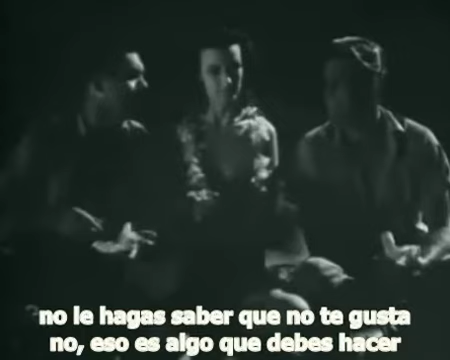 no le hagas saber que no te gusta
no, eso es algo que debes hacer